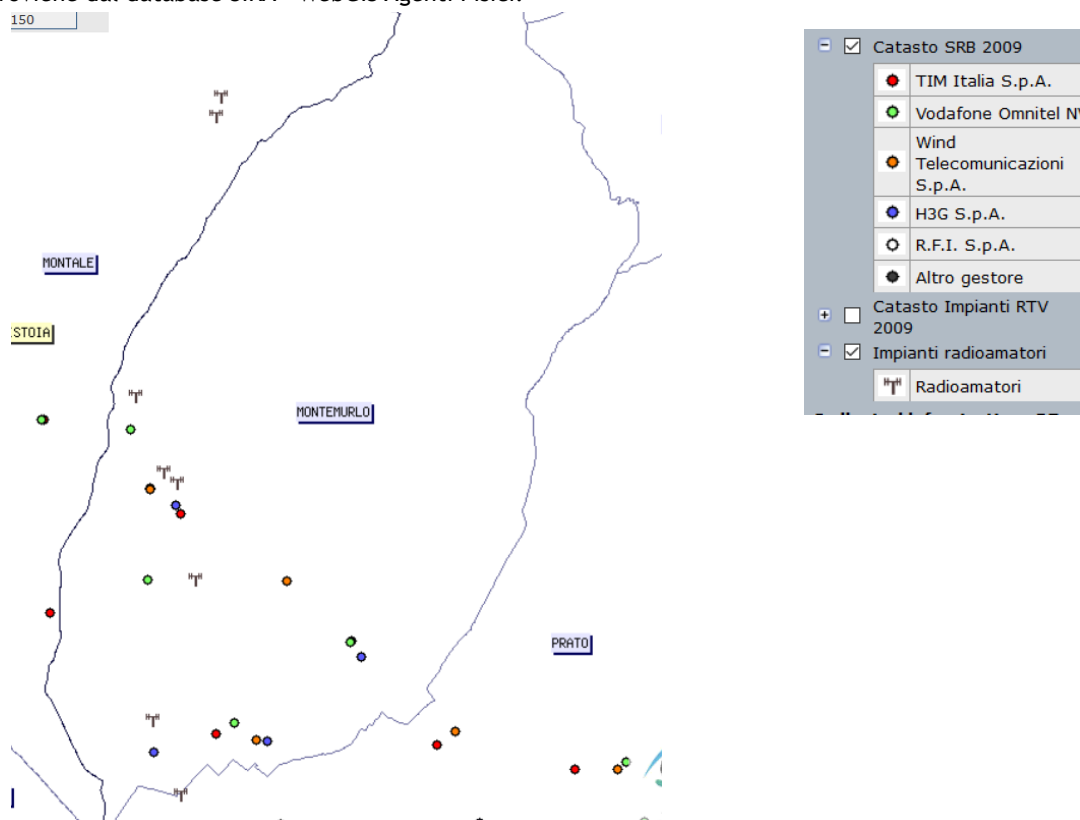 150
MONTALE
STOIA
MONTEMURLO
PRATO
Catasto SRB 2009
TIM Italia S.p.A.
Vodafone Omnitel N
Wind
Telecomunicazioni
S.p.A.
H3G S.p.A.
R.F.I. S.p.A.
Altro gestore
Catasto Impianti RTV
2009
Impianti radioamatori
Radioamatori